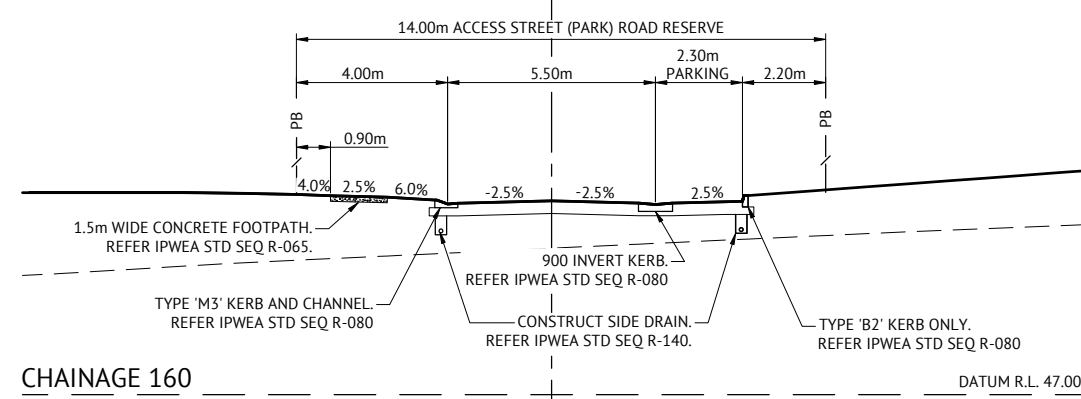 14.00m ACCESS STREET (PARK) ROAD RESERVE
4.00m
5.50m
2.30m
PARKING
2.20m
PB
PB
0.90m
4.0%
2.5%
6.0%
-2.5%
-2.5%
2.5%
1.5m WIDE CONCRETE FOOTPATH.
REFER IPWEA STD SEQ R-065.
900 INVERT KERB.
REFER IPWEA STD SEQ R-080
TYPE 'M3' KERB AND CHANNEL.
REFER IPWEA STD SEQ R-080
CONSTRUCT SIDE DRAIN.
REFER IPWEA STD SEQ R-140.
TYPE 'B2' KERB ONLY.
REFER IPWEA STD SEQ R-080
CHAINAGE 160
DATUM R.L. 47.00